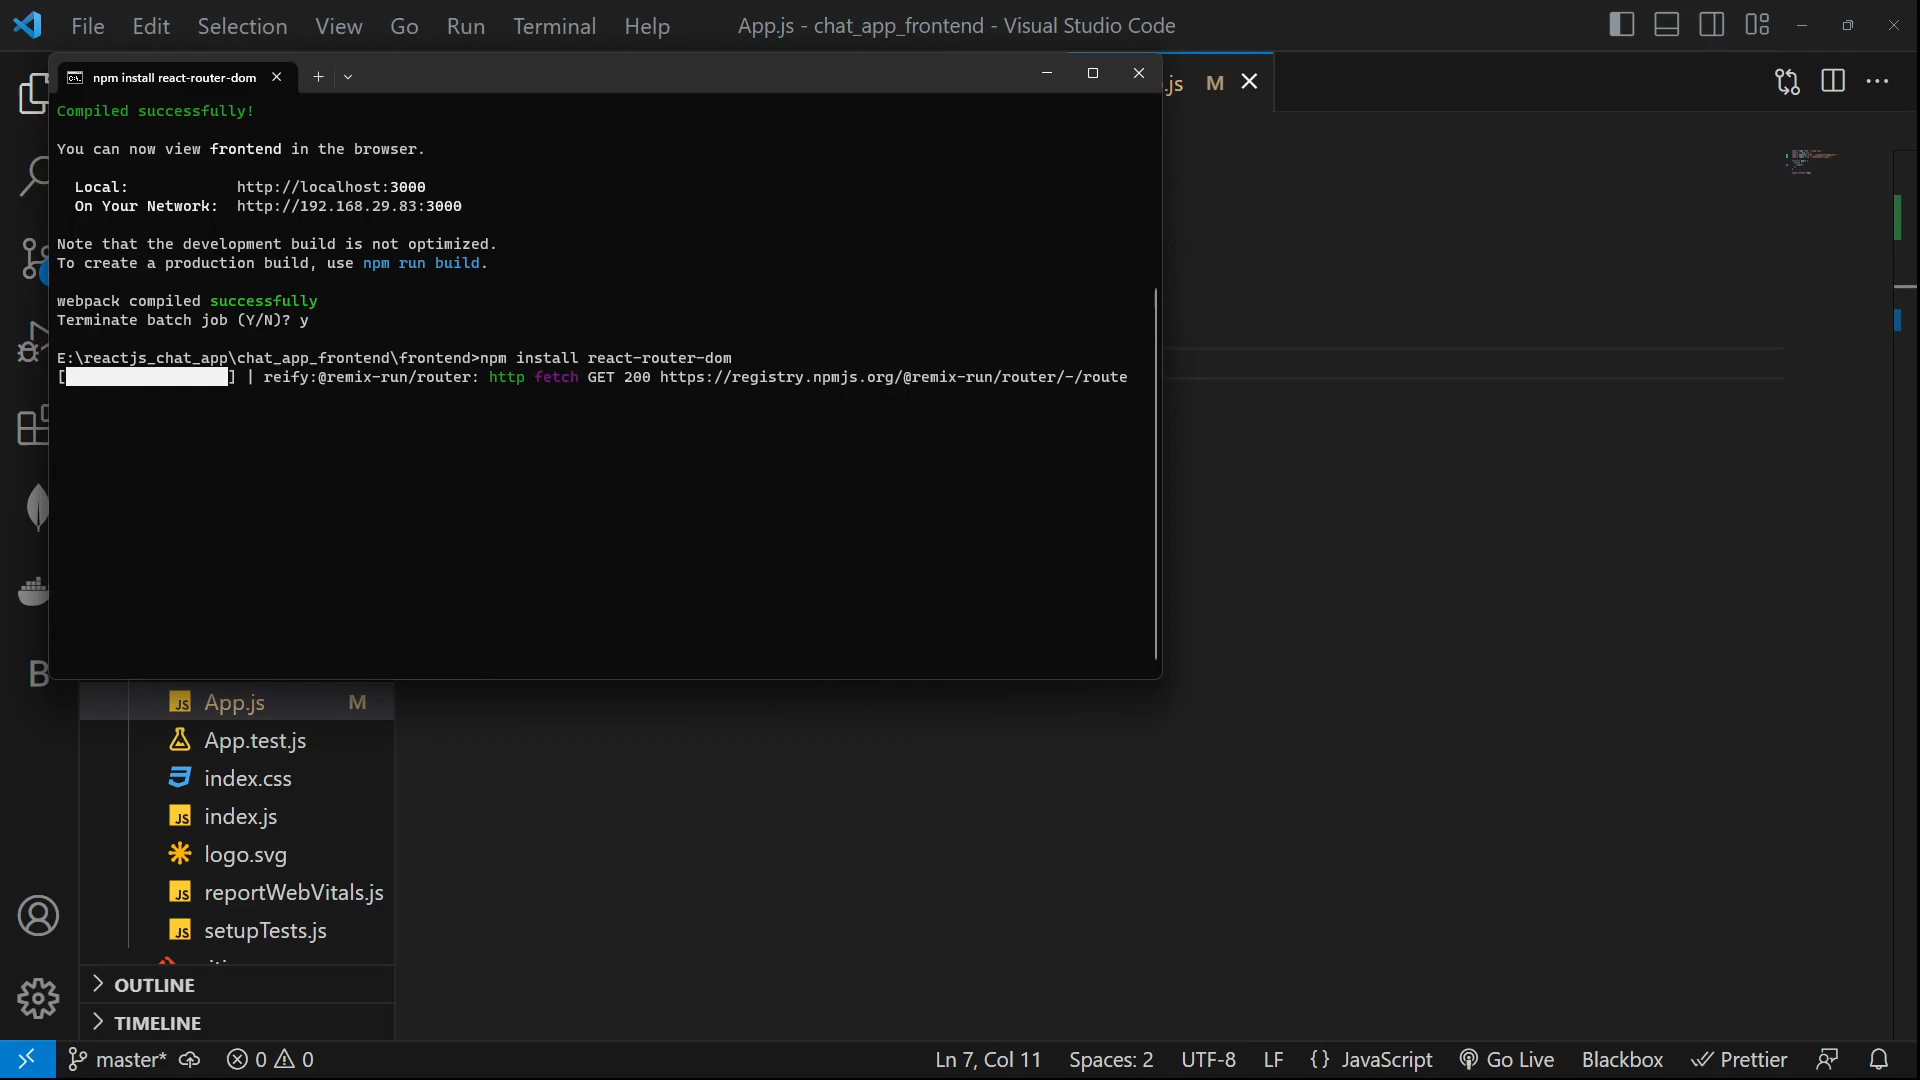 File Edit Selection View Go Run Terminal Help App.js - chat_app_frontend - Visual Studio Code
npm install react-router-dom
.js M
Compiled successfully!
You can now view frontend in the browser.
Local: http://localhost:3000
On Your Network: http://192.168.29.83:3000
Note that the development build is not optimized.
To create a production build, use npm run build.
webpack compiled successfully
Terminate batch job (Y/N)? y
E:\reactjs_chat_app\chat_app_frontend\frontend>npm install react-router-dom
[ ] | reify:@remix-run/router: http fetch GET 200 https://registry.npmjs.org/@remix-run/router/-/route
B
JS App.js M
App.test.js
index.css
JS index.js
logo.svg
JS reportWebVitals.js
JS setupTests.js
OUTLINE
TIMELINE
master* 0 0 Ln 7, Col 11 Spaces: 2 UTF-8 LF {} JavaScript Go Live Blackbox Prettier